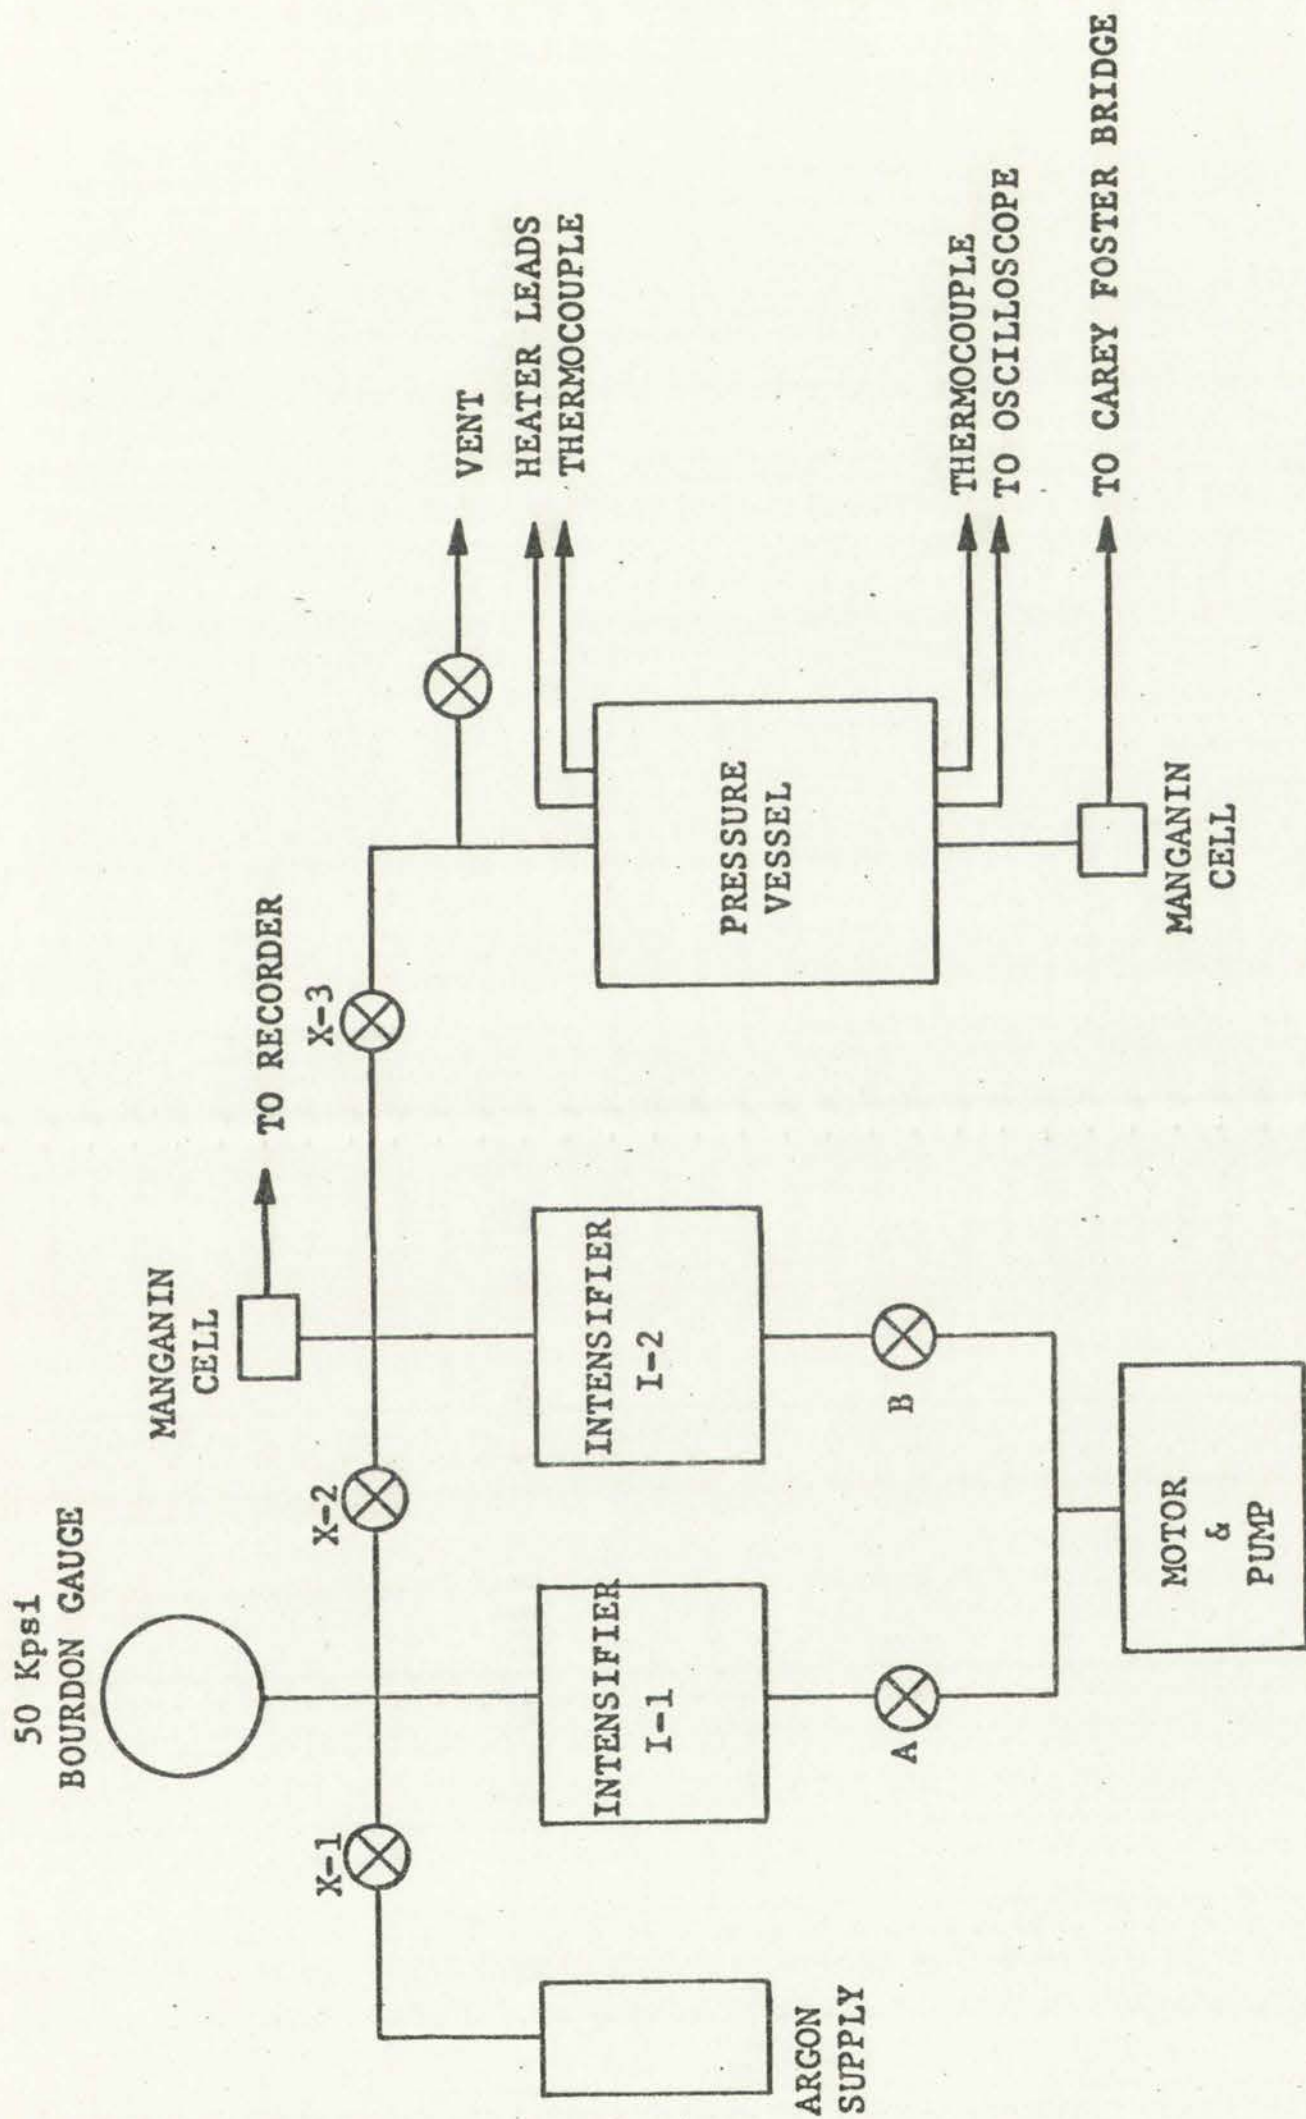 50 Kpsi
BOURDON GAUGE
MANGANIN
CELL
TO RECORDER
X-1
X-2
X-3
VENT
HEATER LEADS
THERMOCOUPLE
INTENSIFIER
I-1
INTENSIFIER
I-2
PRESSURE
VESSEL
THERMOCOUPLE
TO OSCILLOSCOPE
TO CAREY FOSTER BRIDGE
MANGANIN
CELL
ARGON
SUPPLY
A
B
MOTOR
&
PUMP